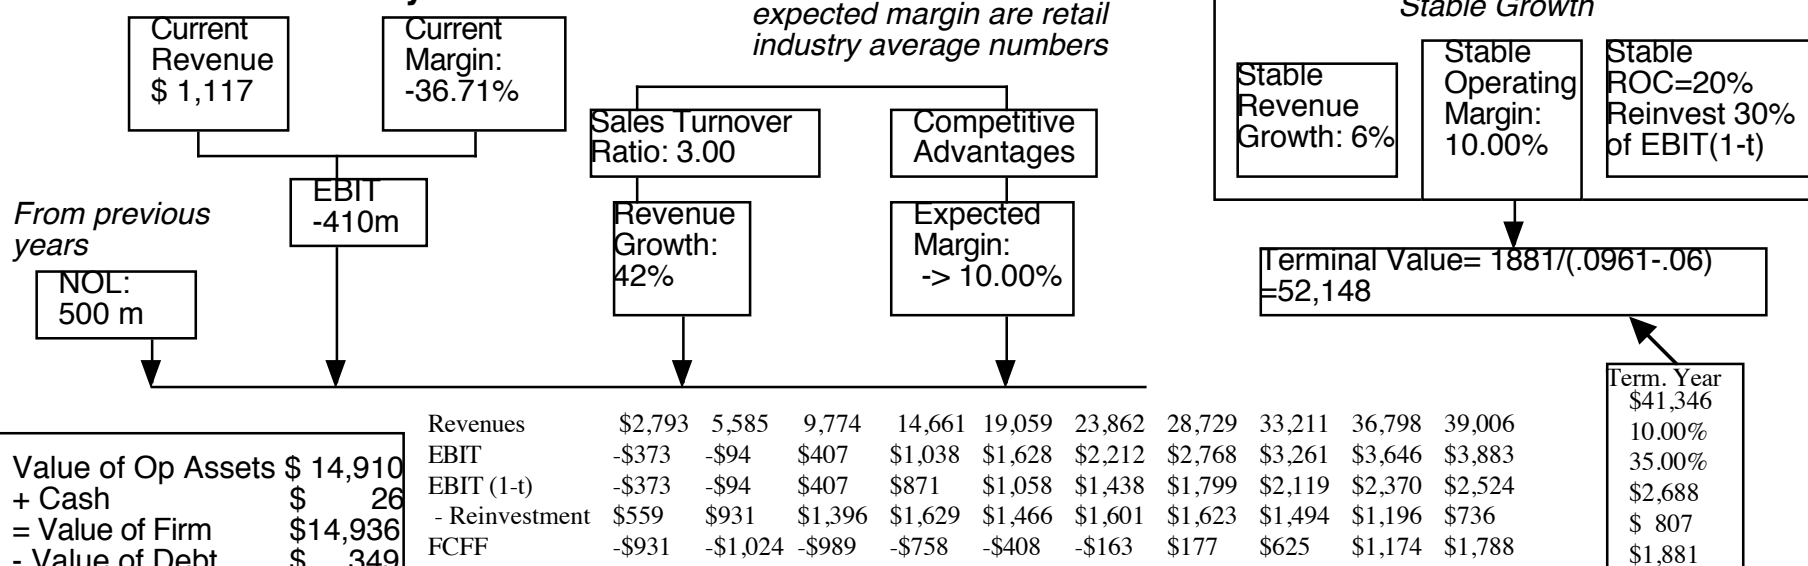 Current
Revenue
$ 1,117
Current
Margin:
-36.71%
expected margin are retail
industry average numbers
Stable Growth
Stable
Revenue
Growth: 6%
Stable
Operating
Margin:
10.00%
Stable
ROC=20%
Reinvest 30%
of EBIT(1-t)
Sales Turnover
Ratio: 3.00
Competitive
Advantages
EBIT
-410m
From previous
years
NOL:
500 m
Revenue
Growth:
42%
Expected
Margin:
-> 10.00%
Terminal Value= 1881/(.0961-.06)
=52,148
Term. Year
$41,346
10.00%
35.00%
$2,688
$ 807
$1,881
Revenues $2,793 5,585 9,774 14,661 19,059 23,862 28,729 33,211 36,798 39,006
EBIT -$373 -$94 $407 $1,038 $1,628 $2,212 $2,768 $3,261 $3,646 $3,883
EBIT (1-t) -$373 -$94 $407 $871 $1,058 $1,438 $1,799 $2,119 $2,370 $2,524
- Reinvestment $559 $931 $1,396 $1,629 $1,466 $1,601 $1,623 $1,494 $1,196 $736
FCFF -$931 -$1,024 -$989 -$758 -$408 -$163 $177 $625 $1,174 $1,788
Value of Op Assets $ 14,910
+ Cash $ 26
= Value of Firm $14,936
- Value of Debt $ 349